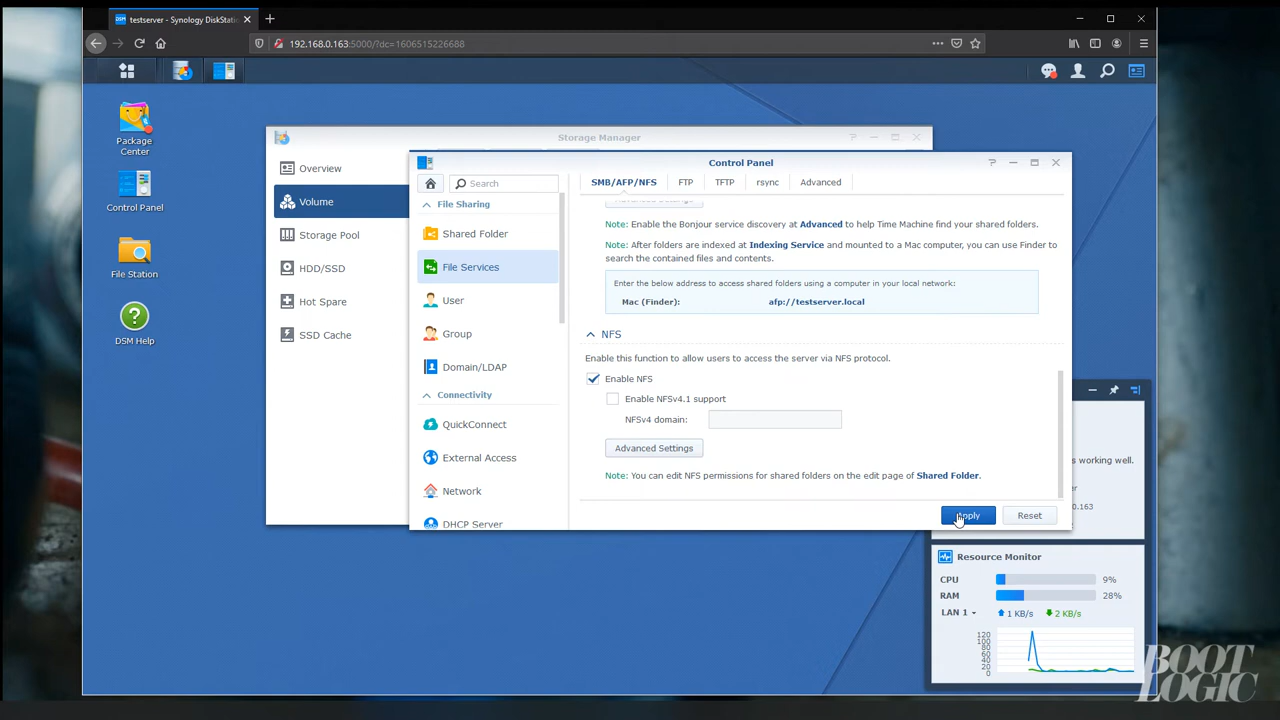 testserver - Synology DiskStati
192.168.0.163:5000/?dc=1606515226688
Package
Center
Control Panel
File Station
DSM Help
Storage Manager
Overview
Volume
Storage Pool
HDD/SSD
Hot Spare
SSD Cache
Control Panel
Search
File Sharing
Shared Folder
File Services
User
Group
Domain/LDAP
Connectivity
QuickConnect
External Access
Network
DHCP Server
SMB/AFP/NFS FTP TFTP rsync Advanced
Advanced Settings
Note: Enable the Bonjour service discovery at Advanced to help Time Machine find your shared folders.
Note: After folders are indexed at Indexing Service and mounted to a Mac computer, you can use Finder to
search the contained files and contents.
Enter the below address to access shared folders using a computer in your local network:
Mac (Finder): afp://testserver.local
NFS
Enable this function to allow users to access the server via NFS protocol.
Enable NFS
Enable NFSv4.1 support
NFSv4 domain:
Advanced Settings
Note: You can edit NFS permissions for shared folders on the edit page of Shared Folder.
Apply Reset
s working well.
er
.0.163
Resource Monitor
CPU 9%
RAM 28%
LAN 1 1 KB/s 2 KB/s
120
80
60
40
20
0
BOOT
LOGIC